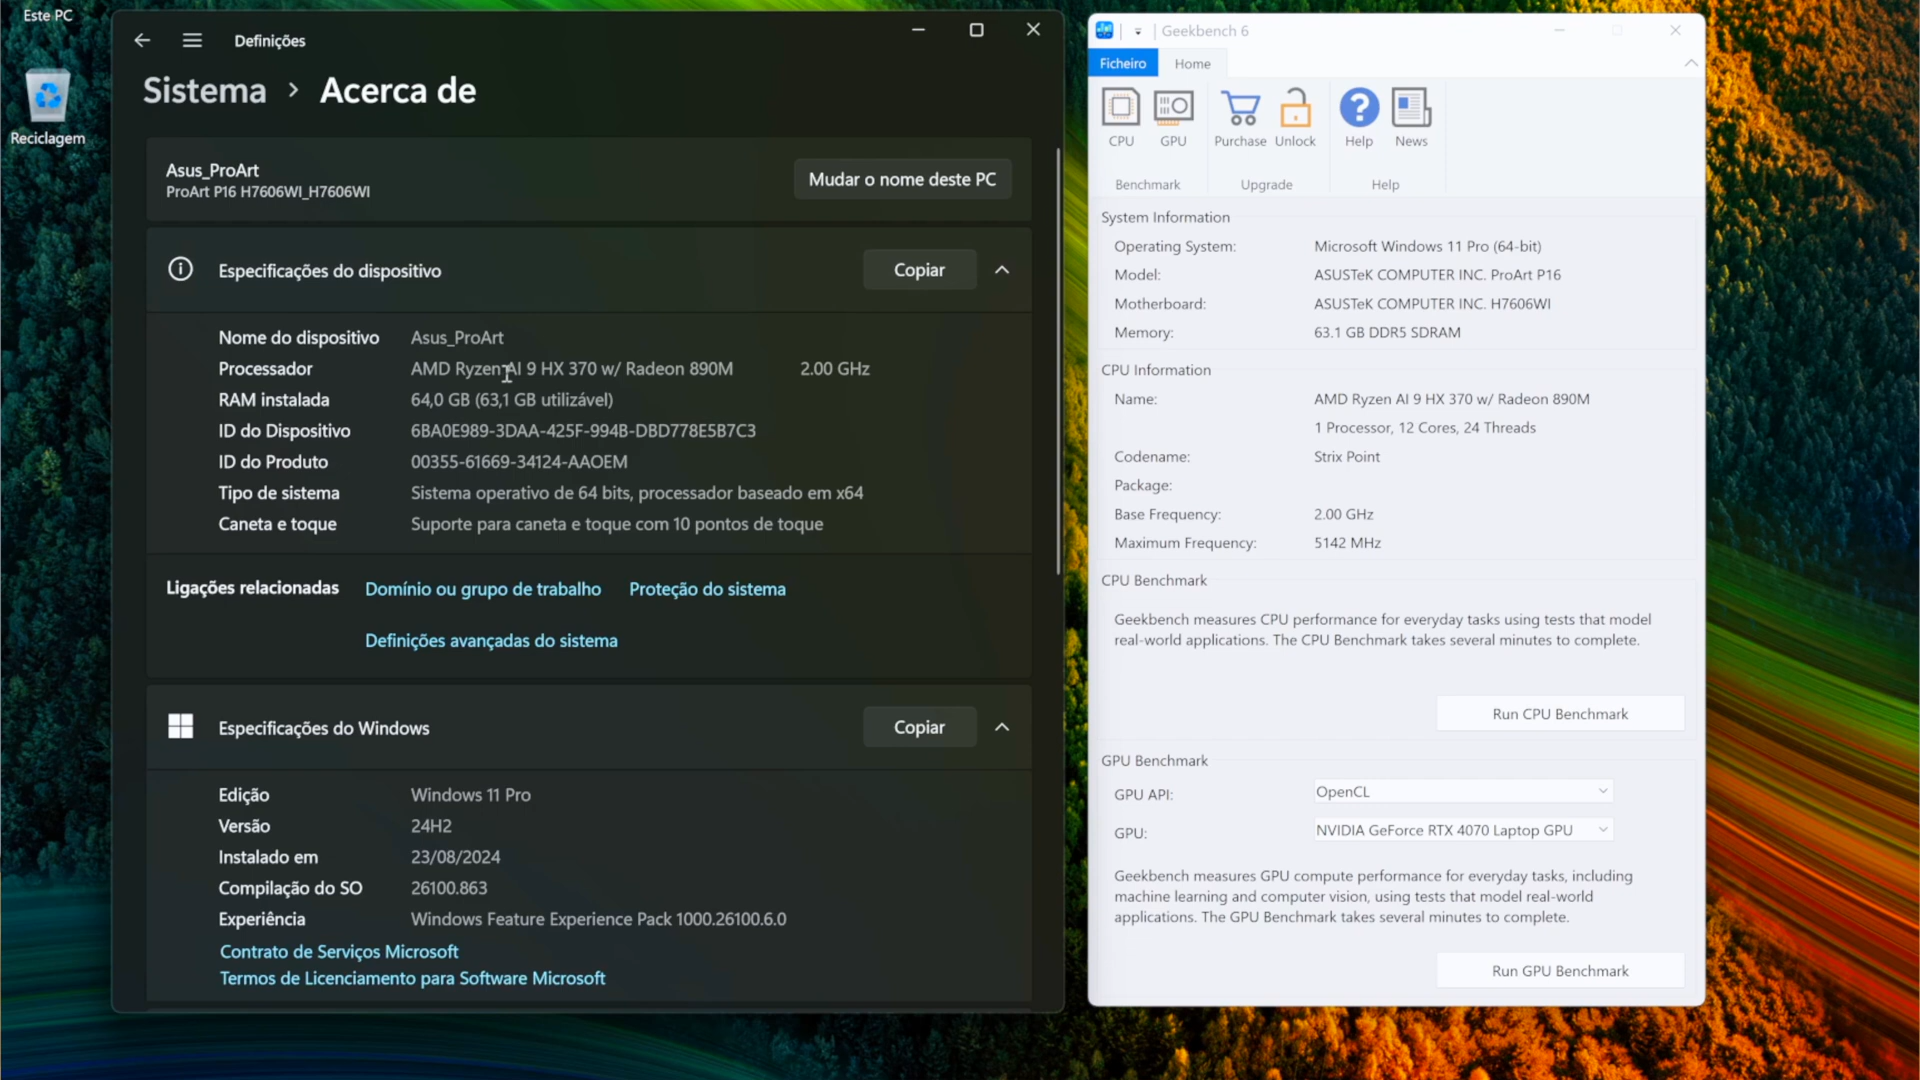 Este PC
Reciclagem
Definições
Sistema > Acerca de
Asus_ProArt
ProArt P16 H7606WI_H7606WI
Mudar o nome deste PC
Especificações do dispositivo
Copiar
Nome do dispositivo Asus_ProArt
Processador AMD Ryzen AI 9 HX 370 w/ Radeon 890M 2.00 GHz
RAM instalada 64,0 GB (63,1 GB utilizável)
ID do Dispositivo 6BA0E989-3DAA-425F-994B-DBD778E5B7C3
ID do Produto 00355-61669-34124-AAOEM
Tipo de sistema Sistema operativo de 64 bits, processador baseado em x64
Caneta e toque Suporte para caneta e toque com 10 pontos de toque
Ligações relacionadas Domínio ou grupo de trabalho Proteção do sistema
Definições avançadas do sistema
Especificações do Windows
Copiar
Edição Windows 11 Pro
Versão 24H2
Instalado em 23/08/2024
Compilação do SO 26100.863
Experiência Windows Feature Experience Pack 1000.26100.6.0
Contrato de Serviços Microsoft
Termos de Licenciamento para Software Microsoft
Geekbench 6
Ficheiro Home
CPU GPU Purchase Unlock Help News
Benchmark Upgrade Help
System Information
Operating System: Microsoft Windows 11 Pro (64-bit)
Model: ASUSTeK COMPUTER INC. ProArt P16
Motherboard: ASUSTeK COMPUTER INC. H7606WI
Memory: 63.1 GB DDR5 SDRAM
CPU Information
Name: AMD Ryzen AI 9 HX 370 w/ Radeon 890M
1 Processor, 12 Cores, 24 Threads
Codename: Strix Point
Package:
Base Frequency: 2.00 GHz
Maximum Frequency: 5142 MHz
CPU Benchmark
Geekbench measures CPU performance for everyday tasks using tests that model
real-world applications. The CPU Benchmark takes several minutes to complete.
Run CPU Benchmark
GPU Benchmark
GPU API: OpenCL
GPU: NVIDIA GeForce RTX 4070 Laptop GPU
Geekbench measures GPU compute performance for everyday tasks, including
machine learning and computer vision, using tests that model real-world
applications. The GPU Benchmark takes several minutes to complete.
Run GPU Benchmark